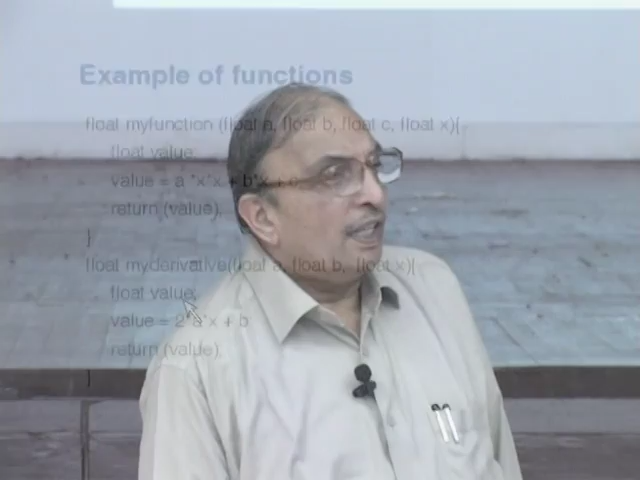 Example of functions
float myfunction (float a, float b, float c, float x){
float value;
value = a *x*x + b*x + c;
return (value);
}
float myderivative(float a, float b, float x){
float value;
value = 2*a*x + b
return (value);
}